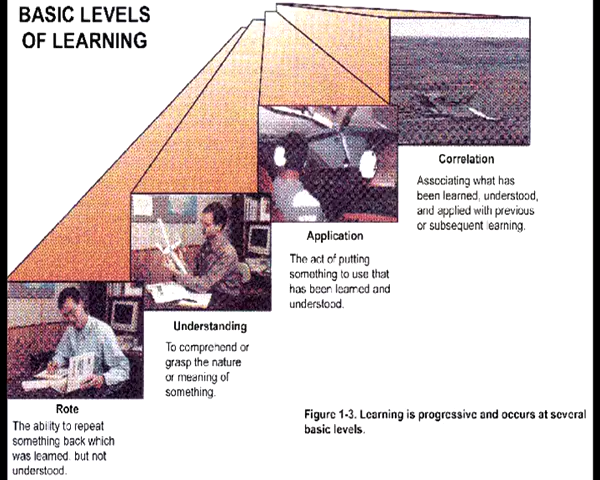 BASIC LEVELS
OF LEARNING
Correlation
Associating what has
been learned, understood,
and applied with previous
or subsequent learning.
Application
The act of putting
something to use that
has been learned and
understood.
Understanding
To comprehend or
grasp the nature
or meaning of
something.
Rote
The ability to repeat
something back which
was learned, but not
understood.
Figure 1-3. Learning is progressive and occurs at several
basic levels.